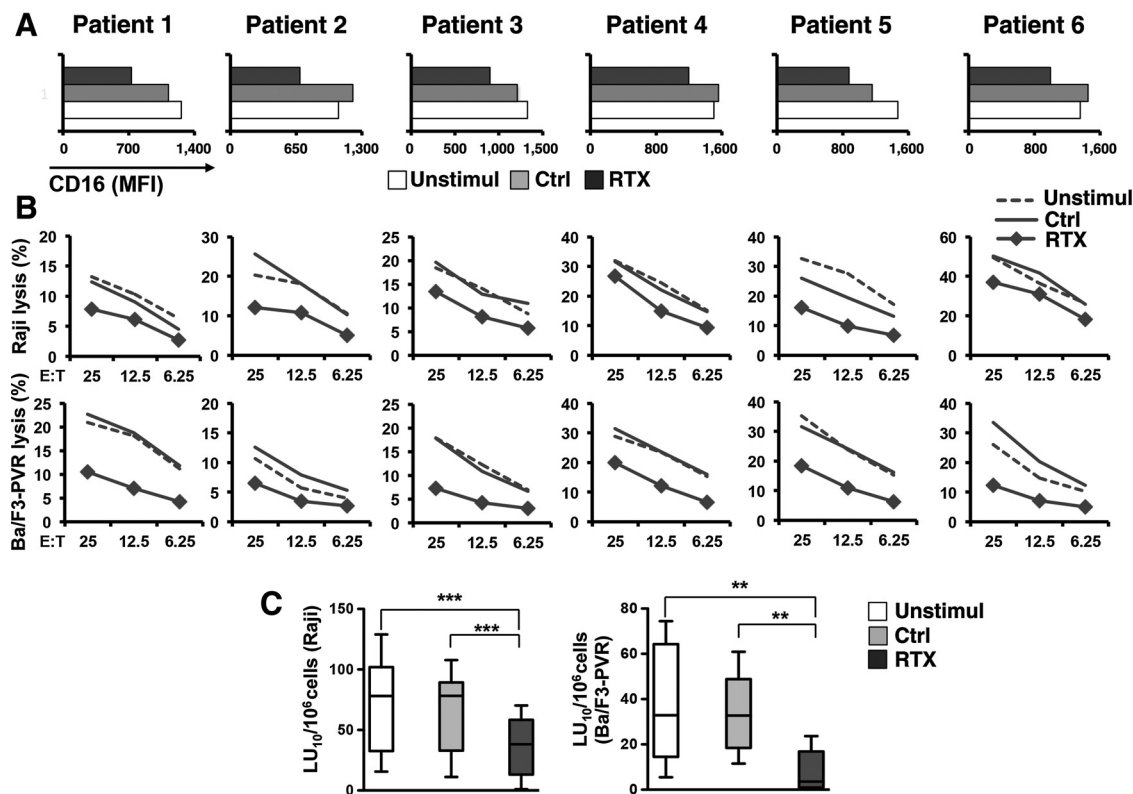 A Patient 1 Patient 2 Patient 3 Patient 4 Patient 5 Patient 6
1
0 700 1,400 0 650 1,300 0 500 1,000 1,500 0 800 1,600 0 800 1,600 0 800 1,600
CD16 (MFI)
Unstimul Ctrl RTX
B
Unstimul
Ctrl
RTX
Raji lysis (%)
20 15 10 5 0
30 20 10 0
25 20 15 10 5 0
40 30 20 10 0
40 30 20 10 0
60 40 20 0
E:T 25 12.5 6.25 25 12.5 6.25 25 12.5 6.25 25 12.5 6.25 25 12.5 6.25 25 12.5 6.25
Ba/F3-PVR lysis (%)
25 20 15 10 5 0
20 15 10 5 0
25 20 15 10 5 0
40 30 20 10 0
40 30 20 10 0
40 30 20 10 0
E:T 25 12.5 6.25 25 12.5 6.25 25 12.5 6.25 25 12.5 6.25 25 12.5 6.25 25 12.5 6.25
C
LU10/10⁶cells (Raji)
150 100 50 0
***
***
LU10/10⁶cells
(Ba/F3-PVR)
80 60 40 20 0
**
**
Unstimul
Ctrl
RTX